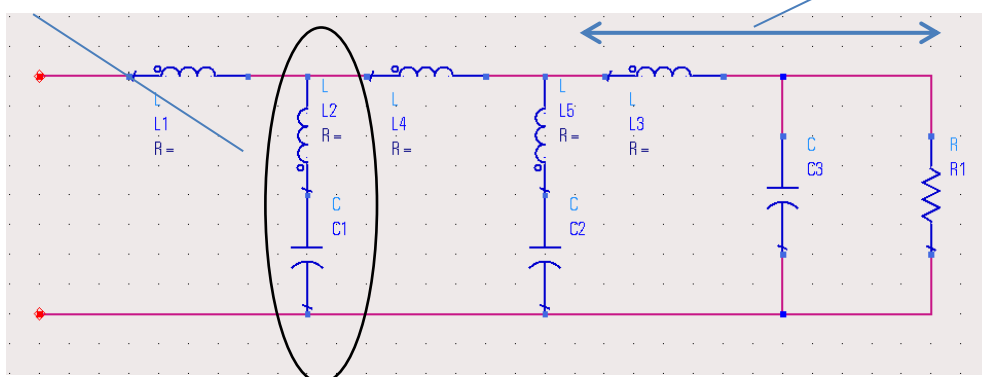 L
L1
R =
L
L2
R =
C
C1
L
L4
R =
L
L5
R =
C
C2
L
L3
R =
C
C3
R
R1